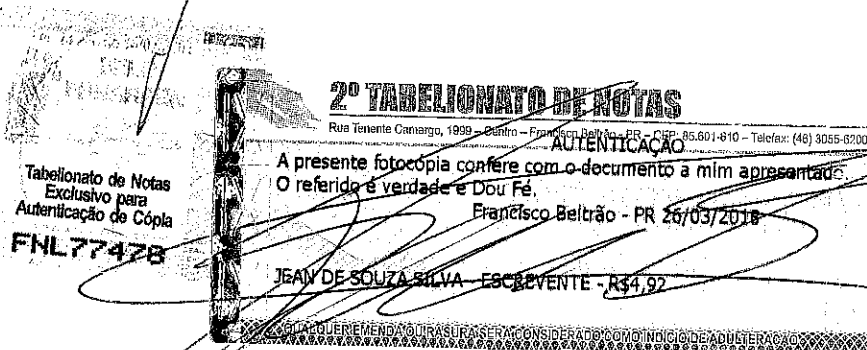 2º TABELIONATO DE NOTAS
Rua Tenente Camargo, 1999 - Centro - Francisco Beltrão - PR - CEP: 85.601-610 - Telefax: (46) 3055-6200
AUTENTICAÇÃO
A presente fotocópia confere com o documento a mim apresentado.
O referido é verdade e Dou Fé.
Francisco Beltrão - PR 26/03/2018
JEAN DE SOUZA SILVA - ESCREVENTE - R$4,92
QUALQUER EMENDA OU RASURA SERA CONSIDERADO COMO INDICIO DE ADULTERAÇÃO
Tabelionato de Notas
Exclusivo para
Autenticação de Cópia
FNL77478